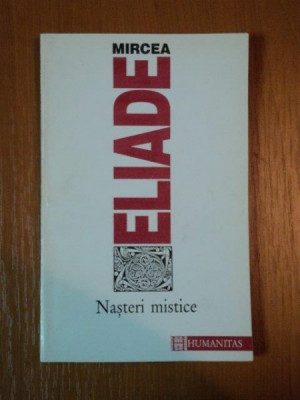 MIRCEA
ELIADE
Nașteri mistice
HUMANITAS